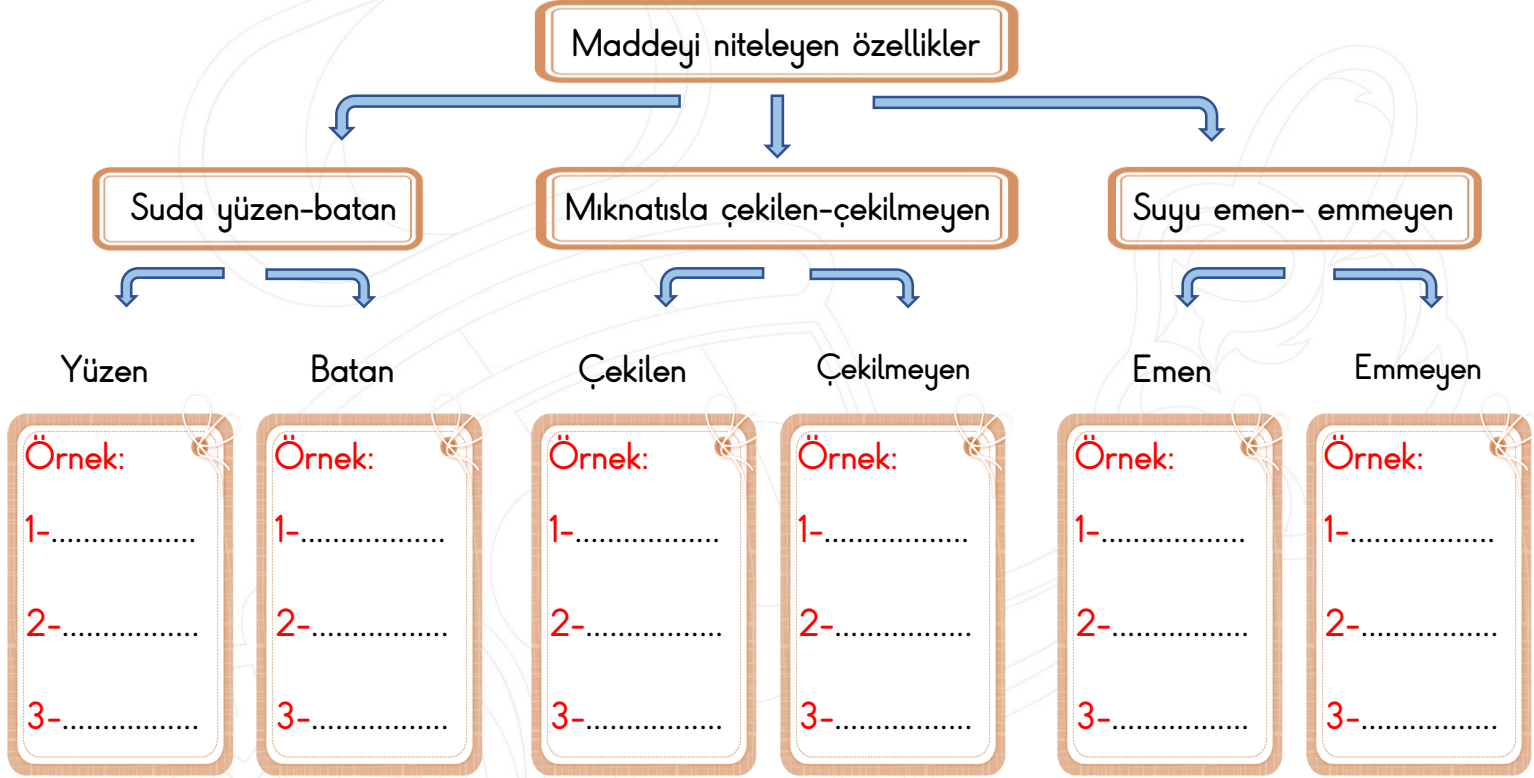 Maddeyi niteleyen özellikler
Suda yüzen-batan
Mıknatısla çekilen-çekilmeyen
Suyu emen- emmeyen
Yüzen
Batan
Çekilen
Çekilmeyen
Emen
Emmeyen
Örnek:
1-.................
2-.................
3-.................
Örnek:
1-.................
2-.................
3-.................
Örnek:
1-.................
2-.................
3-.................
Örnek:
1-.................
2-.................
3-.................
Örnek:
1-.................
2-.................
3-.................
Örnek:
1-.................
2-.................
3-.................